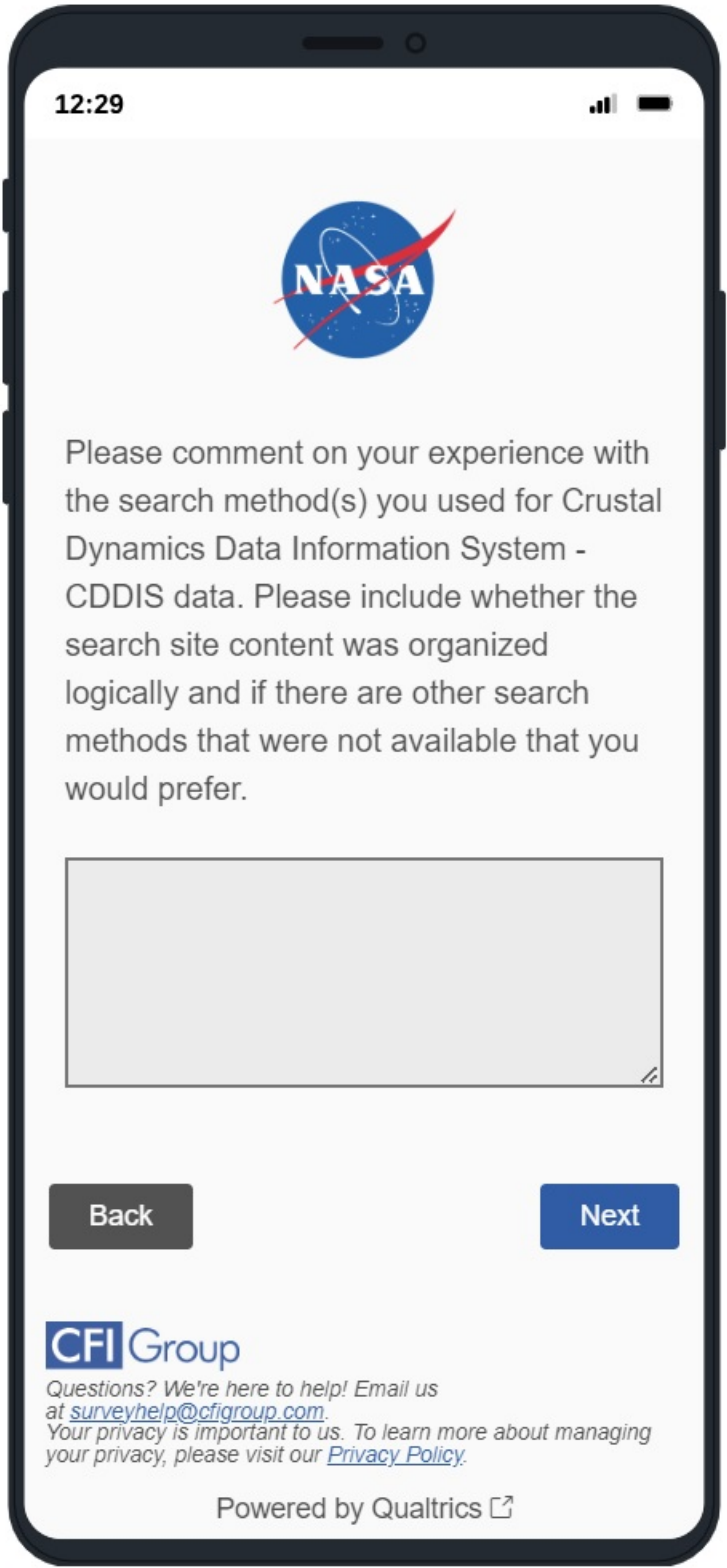 12:29
NASA
Please comment on your experience with
the search method(s) you used for Crustal
Dynamics Data Information System -
CDDIS data. Please include whether the
search site content was organized
logically and if there are other search
methods that were not available that you
would prefer.
Back
Next
CFI Group
Questions? We're here to help! Email us
at surveyhelp@cfigroup.com.
Your privacy is important to us. To learn more about managing
your privacy, please visit our Privacy Policy.
Powered by Qualtrics